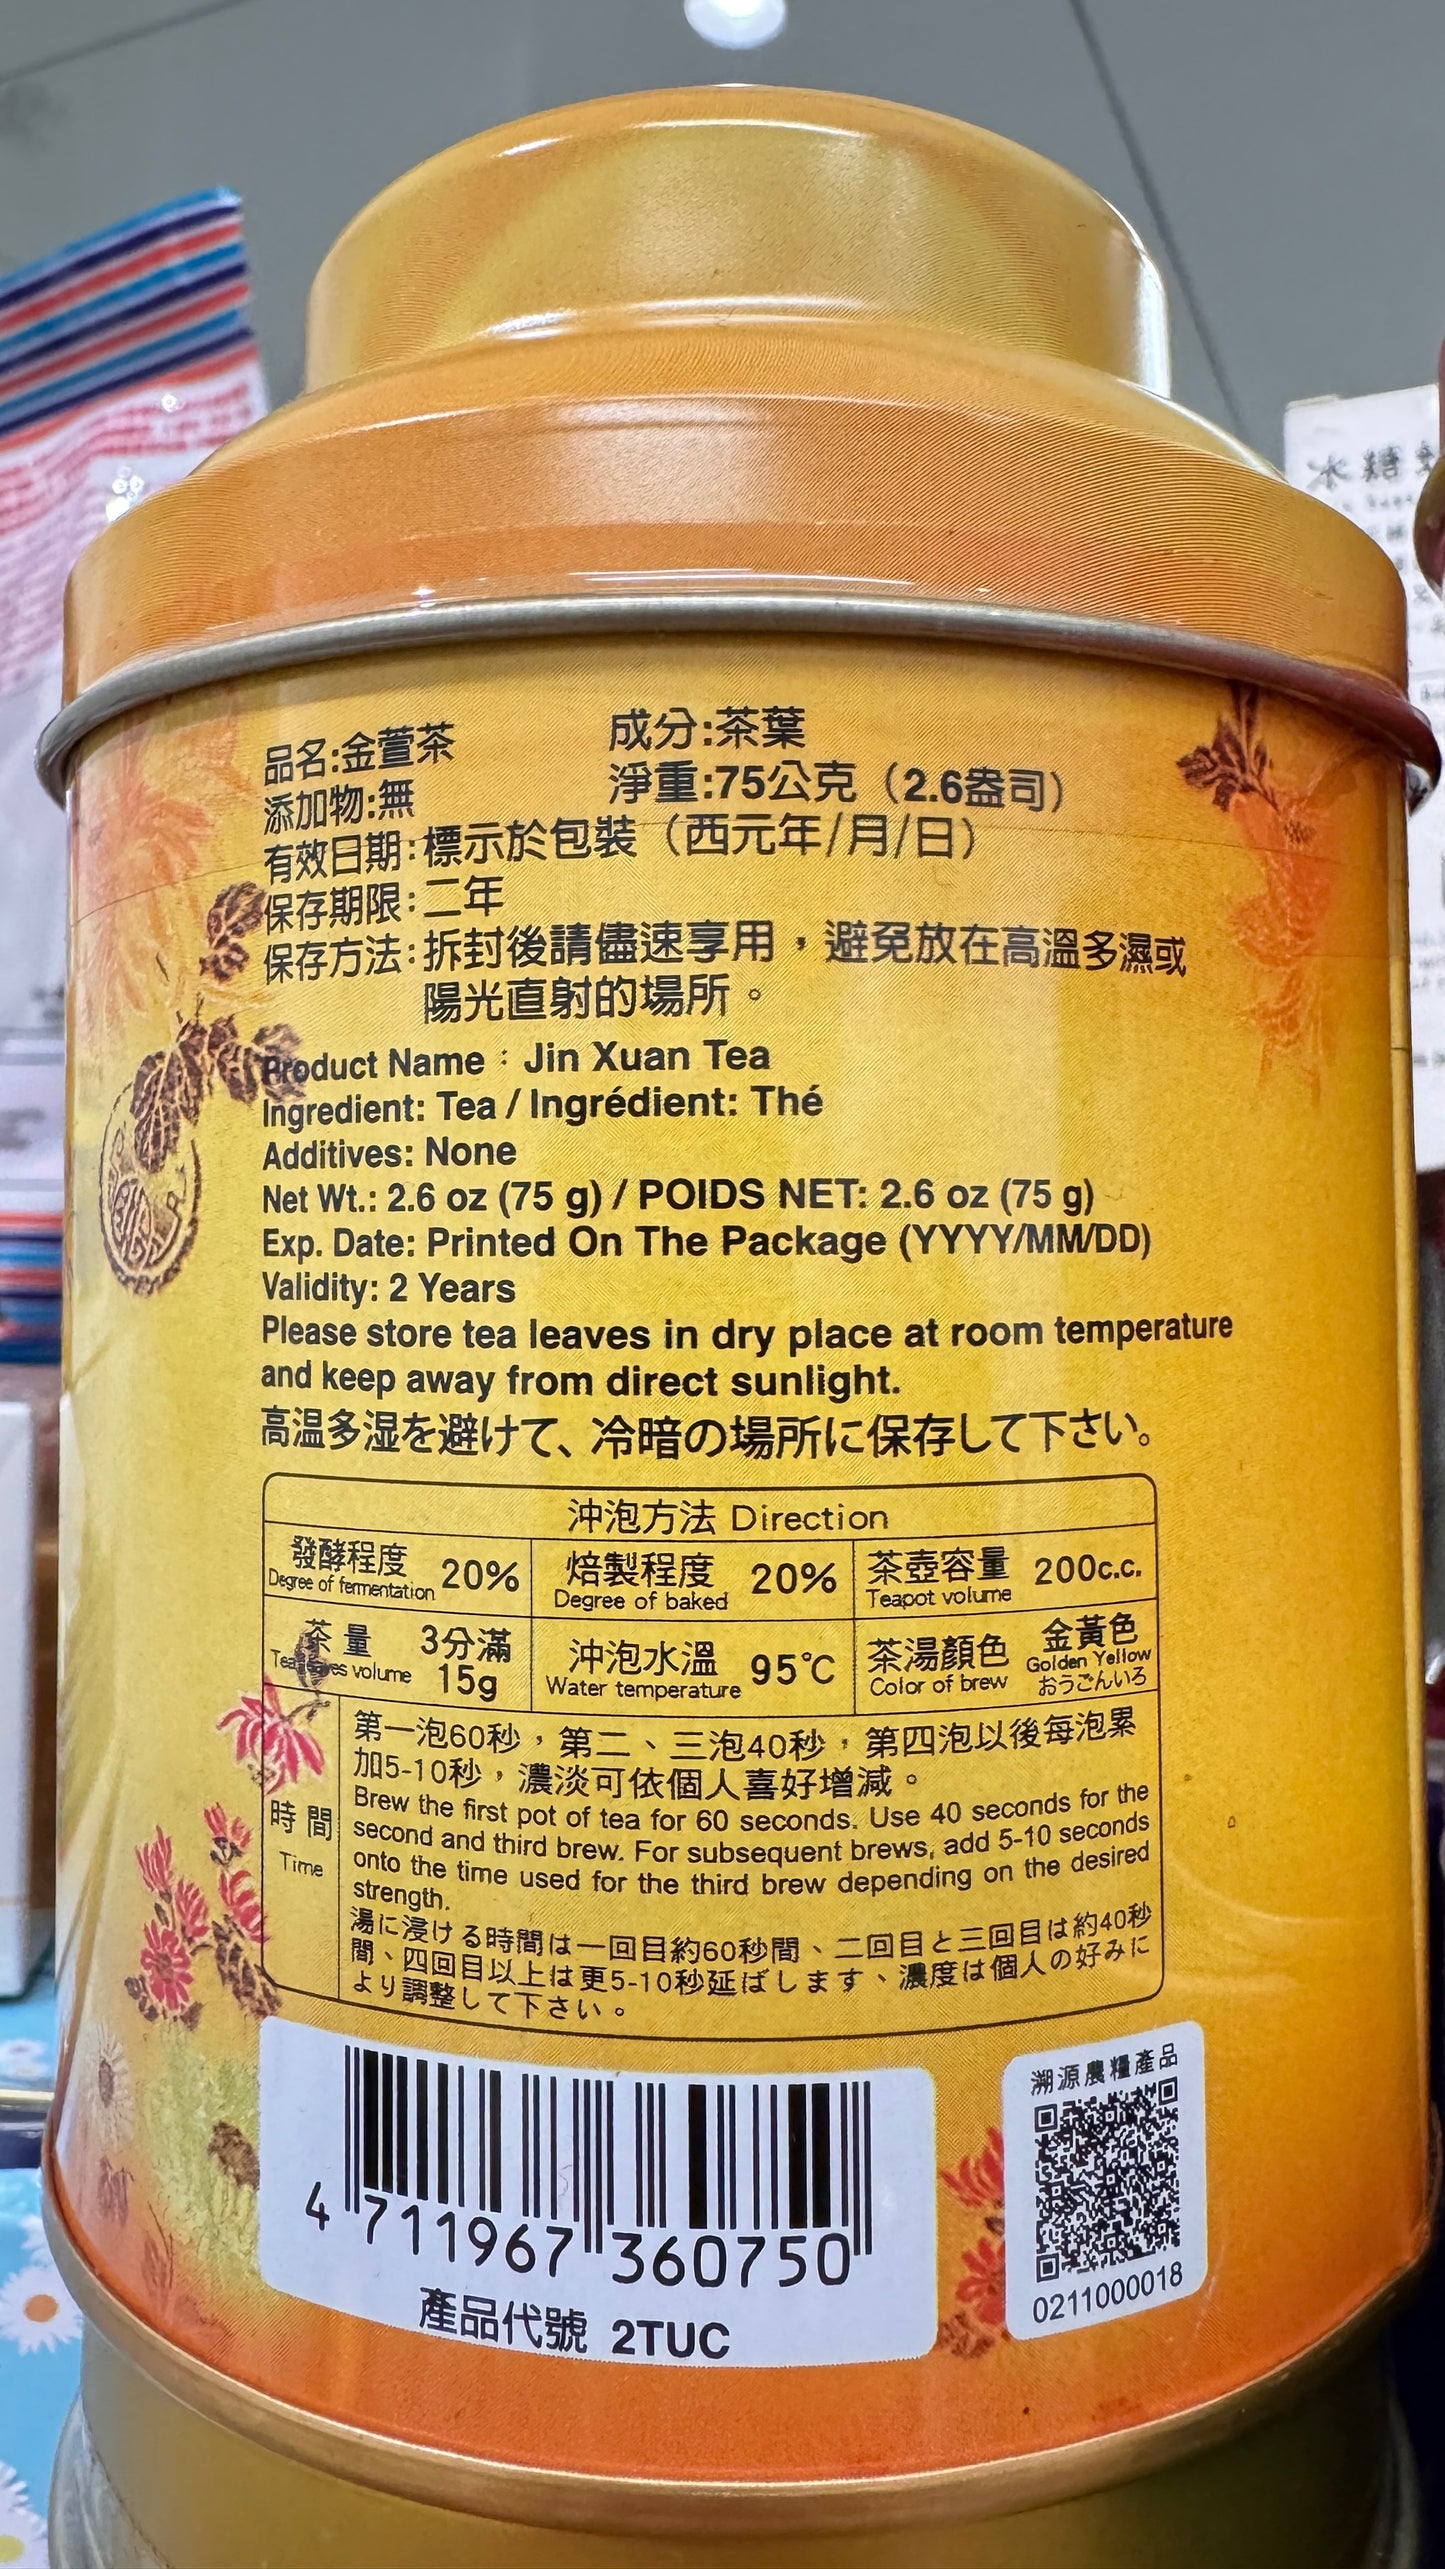 品名:金萱茶
成分:茶葉
添加物:無
淨重:75公克（2.6盎司）
有效日期:標示於包裝（西元年/月/日）
保存期限:二年
保存方法:拆封後請儘速享用，避免放在高溫多濕或
陽光直射的場所。
Product Name：Jin Xuan Tea
Ingredient: Tea / Ingrédient: Thé
Additives: None
Net Wt.: 2.6 oz (75 g) / POIDS NET: 2.6 oz (75 g)
Exp. Date: Printed On The Package (YYYY/MM/DD)
Validity: 2 Years
Please store tea leaves in dry place at room temperature
and keep away from direct sunlight.
高温多湿を避けて、冷暗の場所に保存して下さい。
沖泡方法 Direction
發酵程度 20%
Degree of fermentation
焙製程度 20%
Degree of baked
茶壺容量 200c.c.
Teapot volume
茶量 3分滿
Tea leaves volume 15g
沖泡水溫 95℃
Water temperature
茶湯顏色 金黃色
Color of brew Golden Yellow
おうごんいろ
時間
Time
第一泡60秒，第二、三泡40秒，第四泡以後每泡累
加5-10秒，濃淡可依個人喜好增減。
Brew the first pot of tea for 60 seconds. Use 40 seconds for the
second and third brew. For subsequent brews, add 5-10 seconds
onto the time used for the third brew depending on the desired
strength.
湯に浸ける時間は一回目約60秒間、二回目と三回目は約40秒
間、四回目以上は更5-10秒延ばします、濃度は個人の好みに
より調整して下さい。
4 711967 360750
產品代號 2TUC
溯源農糧產品
0211000018
冰糖